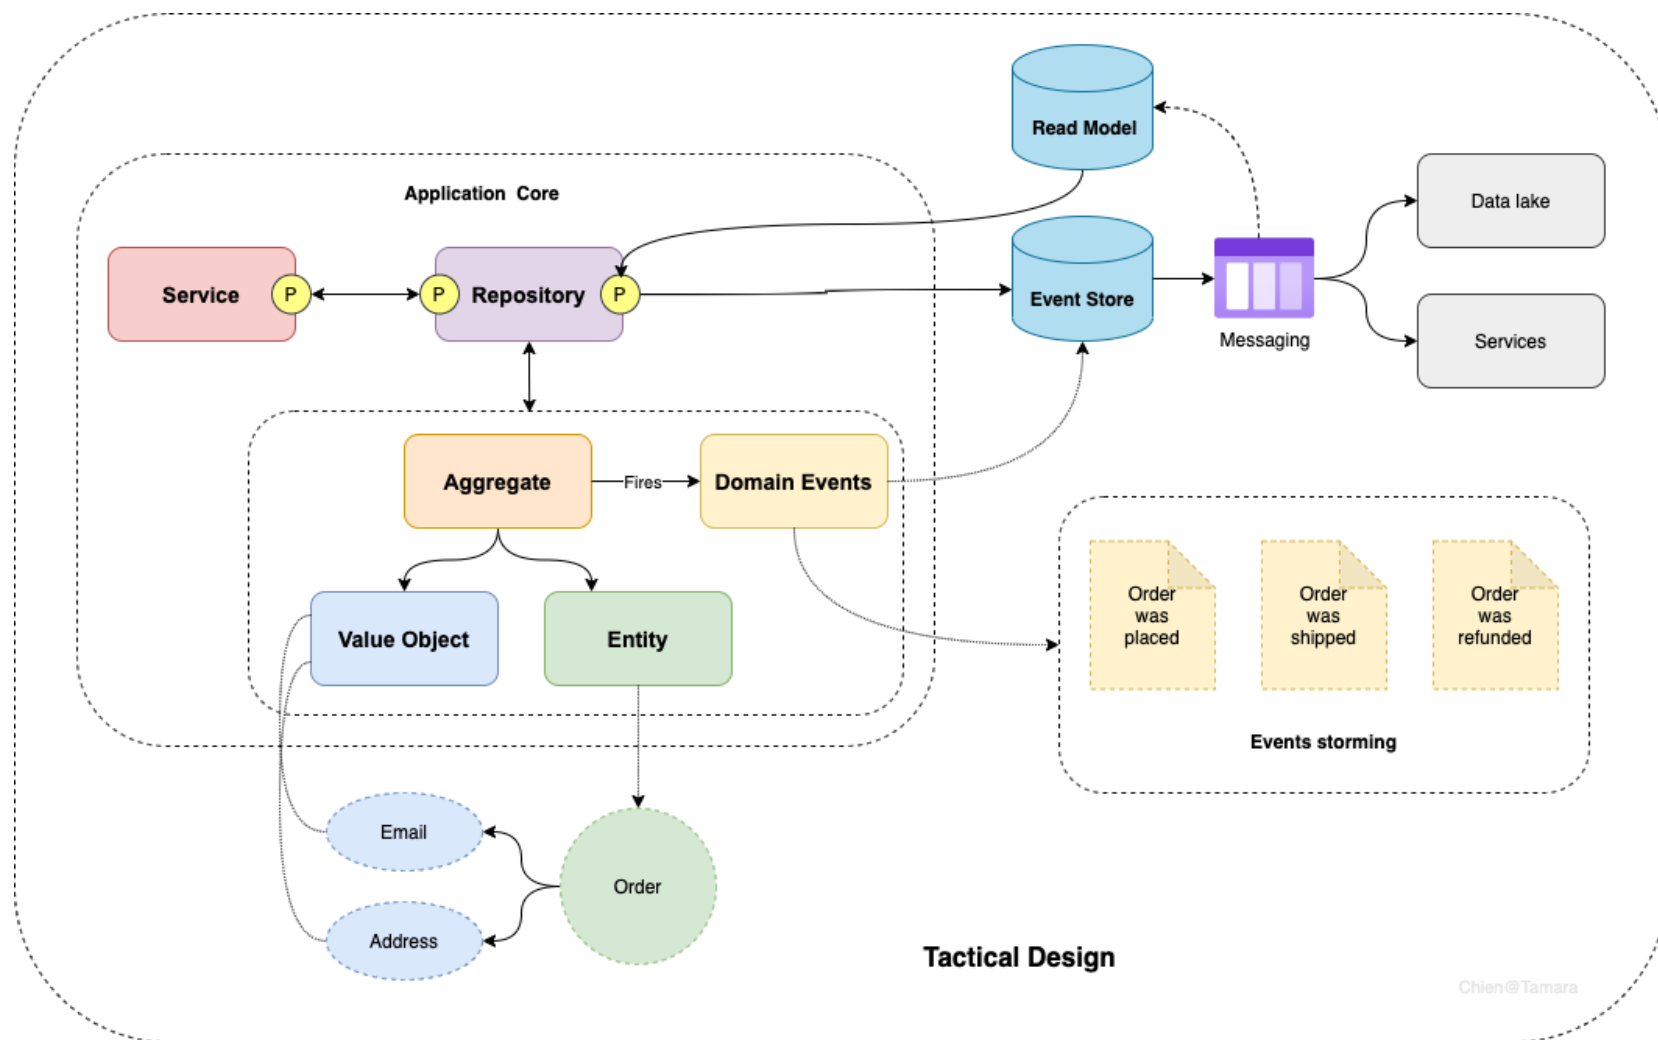 Read Model
Application Core
Data lake
Service
P
P
Repository
P
Event Store
Messaging
Services
Aggregate
Fires
Domain Events
Value Object
Entity
Order
was
placed
Order
was
shipped
Order
was
refunded
Events storming
Email
Order
Address
Tactical Design
Chien@Tamara